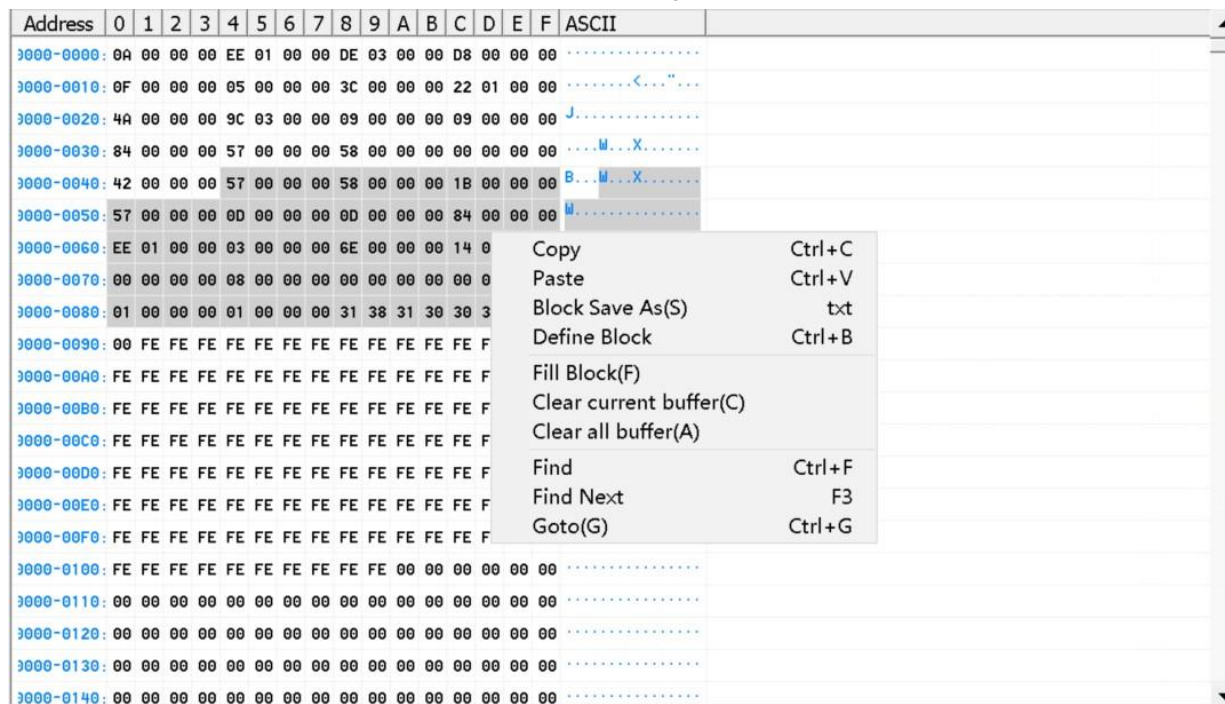 Address 0 1 2 3 4 5 6 7 8 9 A B C D E F ASCII
0000-0000: 0A 00 00 00 EE 01 00 00 DE 03 00 00 D8 00 00 00 ················
0000-0010: 0F 00 00 00 05 00 00 00 3C 00 00 00 22 01 00 00 ········<···"···
0000-0020: 4A 00 00 00 9C 03 00 00 09 00 00 00 09 00 00 00 J···············
0000-0030: 84 00 00 00 57 00 00 00 58 00 00 00 00 00 00 00 ····W···X·······
0000-0040: 42 00 00 00 57 00 00 00 58 00 00 00 1B 00 00 00 B···W···X·······
0000-0050: 57 00 00 00 0D 00 00 00 0D 00 00 00 84 00 00 00 W···············
0000-0060: EE 01 00 00 03 00 00 00 6E 00 00 00 14 0
0000-0070: 00 00 00 00 08 00 00 00 00 00 00 00 00 0
0000-0080: 01 00 00 00 01 00 00 00 31 38 31 30 30 3
0000-0090: 00 FE FE FE FE FE FE FE FE FE FE FE FE F
0000-00A0: FE FE FE FE FE FE FE FE FE FE FE FE FE F
0000-00B0: FE FE FE FE FE FE FE FE FE FE FE FE FE F
0000-00C0: FE FE FE FE FE FE FE FE FE FE FE FE FE F
0000-00D0: FE FE FE FE FE FE FE FE FE FE FE FE FE F
0000-00E0: FE FE FE FE FE FE FE FE FE FE FE FE FE F
0000-00F0: FE FE FE FE FE FE FE FE FE FE FE FE FE F
0000-0100: FE FE FE FE FE FE FE FE FE FE 00 00 00 00 00 00 ················
0000-0110: 00 00 00 00 00 00 00 00 00 00 00 00 00 00 00 00 ················
0000-0120: 00 00 00 00 00 00 00 00 00 00 00 00 00 00 00 00 ················
0000-0130: 00 00 00 00 00 00 00 00 00 00 00 00 00 00 00 00 ················
0000-0140: 00 00 00 00 00 00 00 00 00 00 00 00 00 00 00 00 ················
Copy Ctrl+C
Paste Ctrl+V
Block Save As(S) txt
Define Block Ctrl+B
Fill Block(F)
Clear current buffer(C)
Clear all buffer(A)
Find Ctrl+F
Find Next F3
Goto(G) Ctrl+G